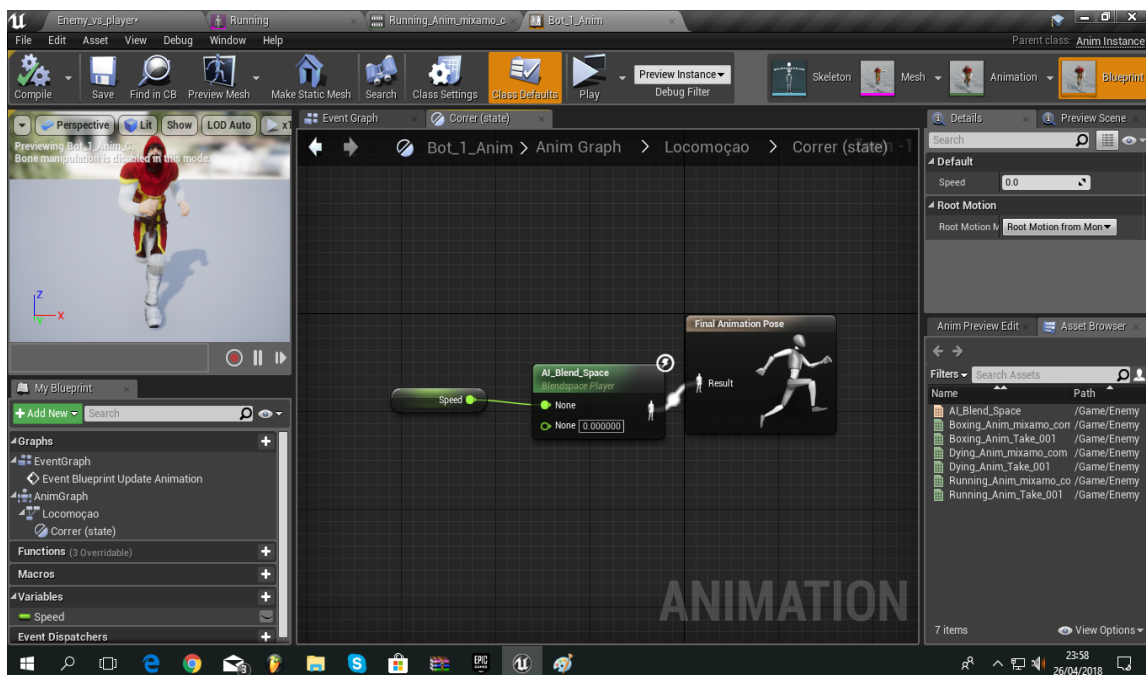 Enemy_vs_player*
Running
Running_Anim_mixamo_c
Bot_1_Anim
File Edit Asset View Debug Window Help
Parent class: Anim Instance
Compile
Save
Find in CB
Preview Mesh
Make Static Mesh
Search
Class Settings
Class Defaults
Play
Preview Instance
Debug Filter
Skeleton
Mesh
Animation
Blueprint
Perspective
Lit
Show
LOD Auto
x1
Previewing Bot_1_Anim_C.
Bone manipulation is disabled in this mode.
Z
X
Y
Event Graph
Correr (state)
Bot_1_Anim > Anim Graph > Locomoçao > Correr (state)
Speed
AI_Blend_Space
Blendspace Player
None
None 0.000000
Final Animation Pose
Result
ANIMATION
My Blueprint
Add New
Search
Graphs
EventGraph
Event Blueprint Update Animation
AnimGraph
Locomoçao
Correr (state)
Functions (3 Overridable)
Macros
Variables
Speed
Event Dispatchers
Details
Preview Scene
Search
Default
Speed 0.0
Root Motion
Root Motion M Root Motion from Mon
Anim Preview Edit
Asset Browser
Filters
Search Assets
Name Path
AI_Blend_Space /Game/Enemy
Boxing_Anim_mixamo_com /Game/Enemy
Boxing_Anim_Take_001 /Game/Enemy
Dying_Anim_mixamo_com /Game/Enemy
Dying_Anim_Take_001 /Game/Enemy
Running_Anim_mixamo_co /Game/Enemy
Running_Anim_Take_001 /Game/Enemy
7 items
View Options
EPIC
GAMES
23:58
26/04/2018